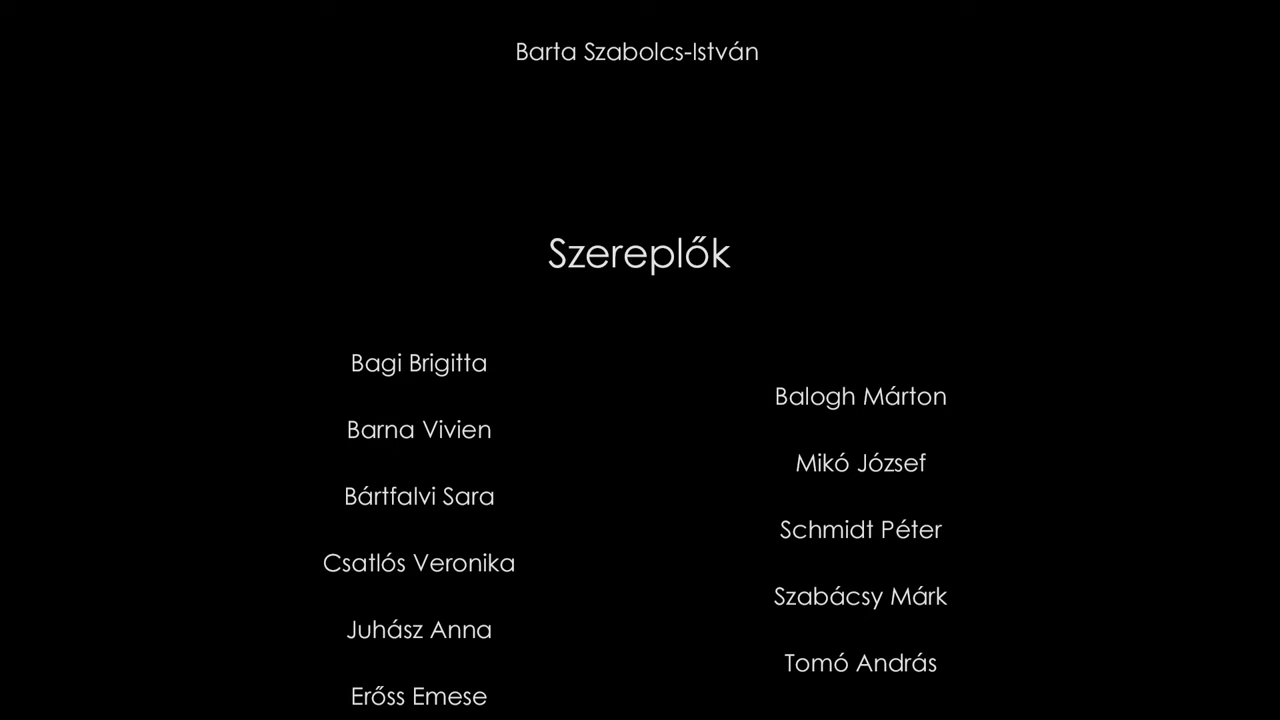 Barta Szabolcs-István
Szereplők
Bagi Brigitta
Barna Vivien
Bártfalvi Sara
Csatlós Veronika
Juhász Anna
Erőss Emese
Balogh Márton
Mikó József
Schmidt Péter
Szabácsy Márk
Tomó András